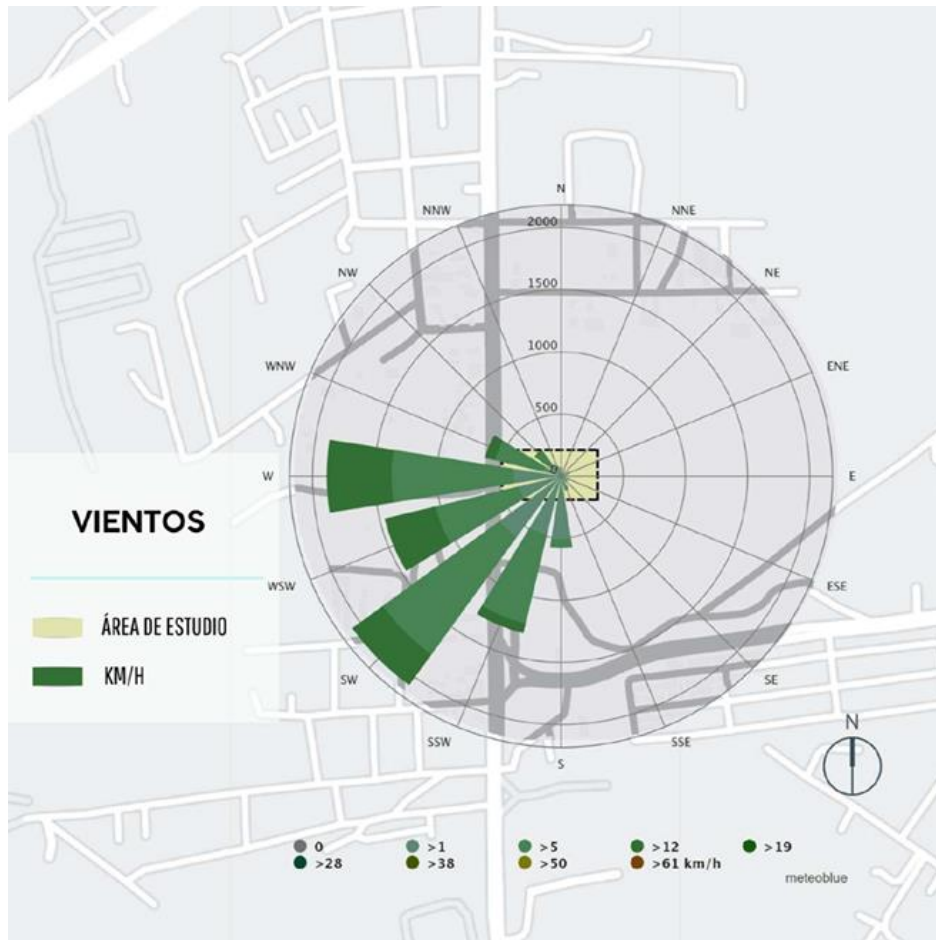 N
NNW
NNE
2000
NW
NE
1500
1000
WNW
ENE
500
0
W
E
VIENTOS
WSW
ESE
ÁREA DE ESTUDIO
KM/H
SW
SE
SSW
SSE
S
N
0 >1 >5 >12 >19
>28 >38 >50 >61 km/h
meteoblue